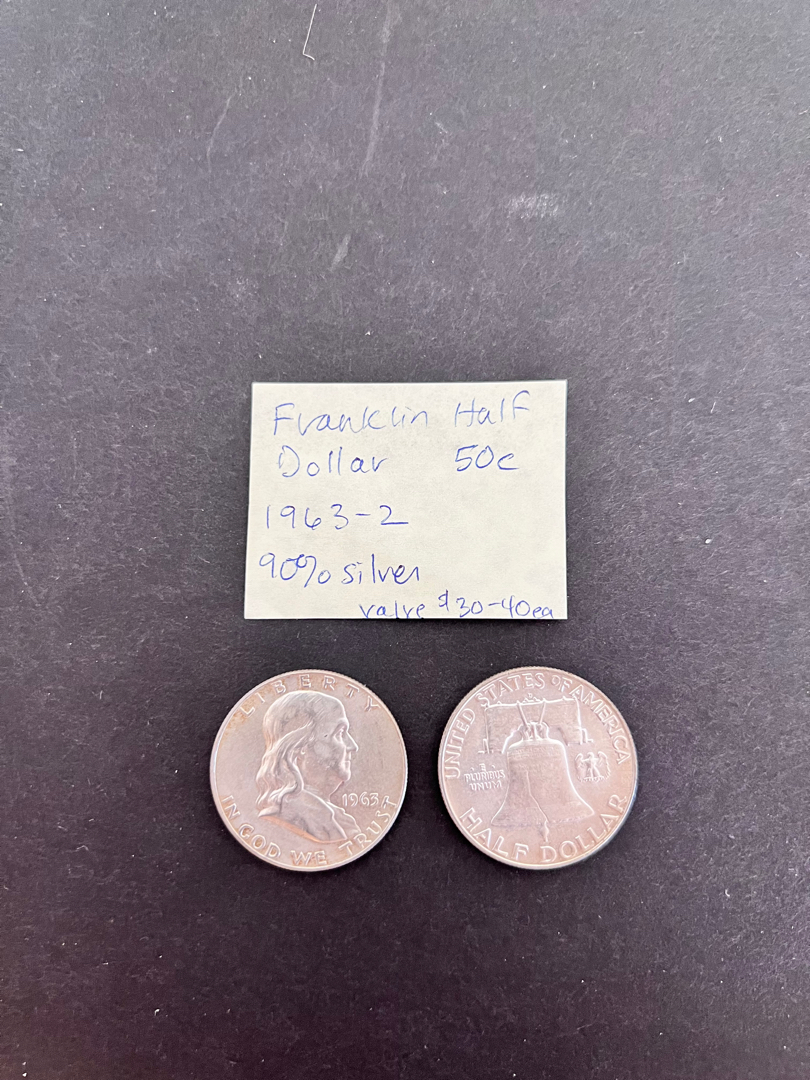 Franklin Half
Dollar 50c
1963-2
90% silver
value $30-40ea
LIBERTY
1963
IN GOD WE TRUST
UNITED STATES OF AMERICA
E
PLURIBUS
UNUM
HALF DOLLAR